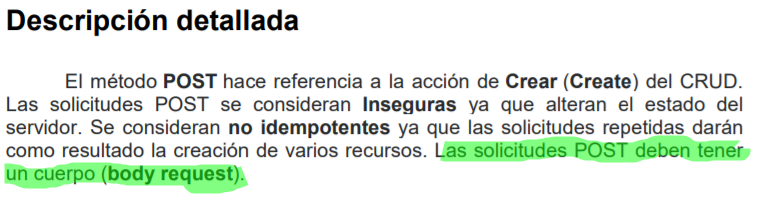 Descripción detallada
El método POST hace referencia a la acción de Crear (Create) del CRUD.
Las solicitudes POST se consideran Inseguras ya que alteran el estado del
servidor. Se consideran no idempotentes ya que las solicitudes repetidas darán
como resultado la creación de varios recursos. Las solicitudes POST deben tener
un cuerpo (body request).